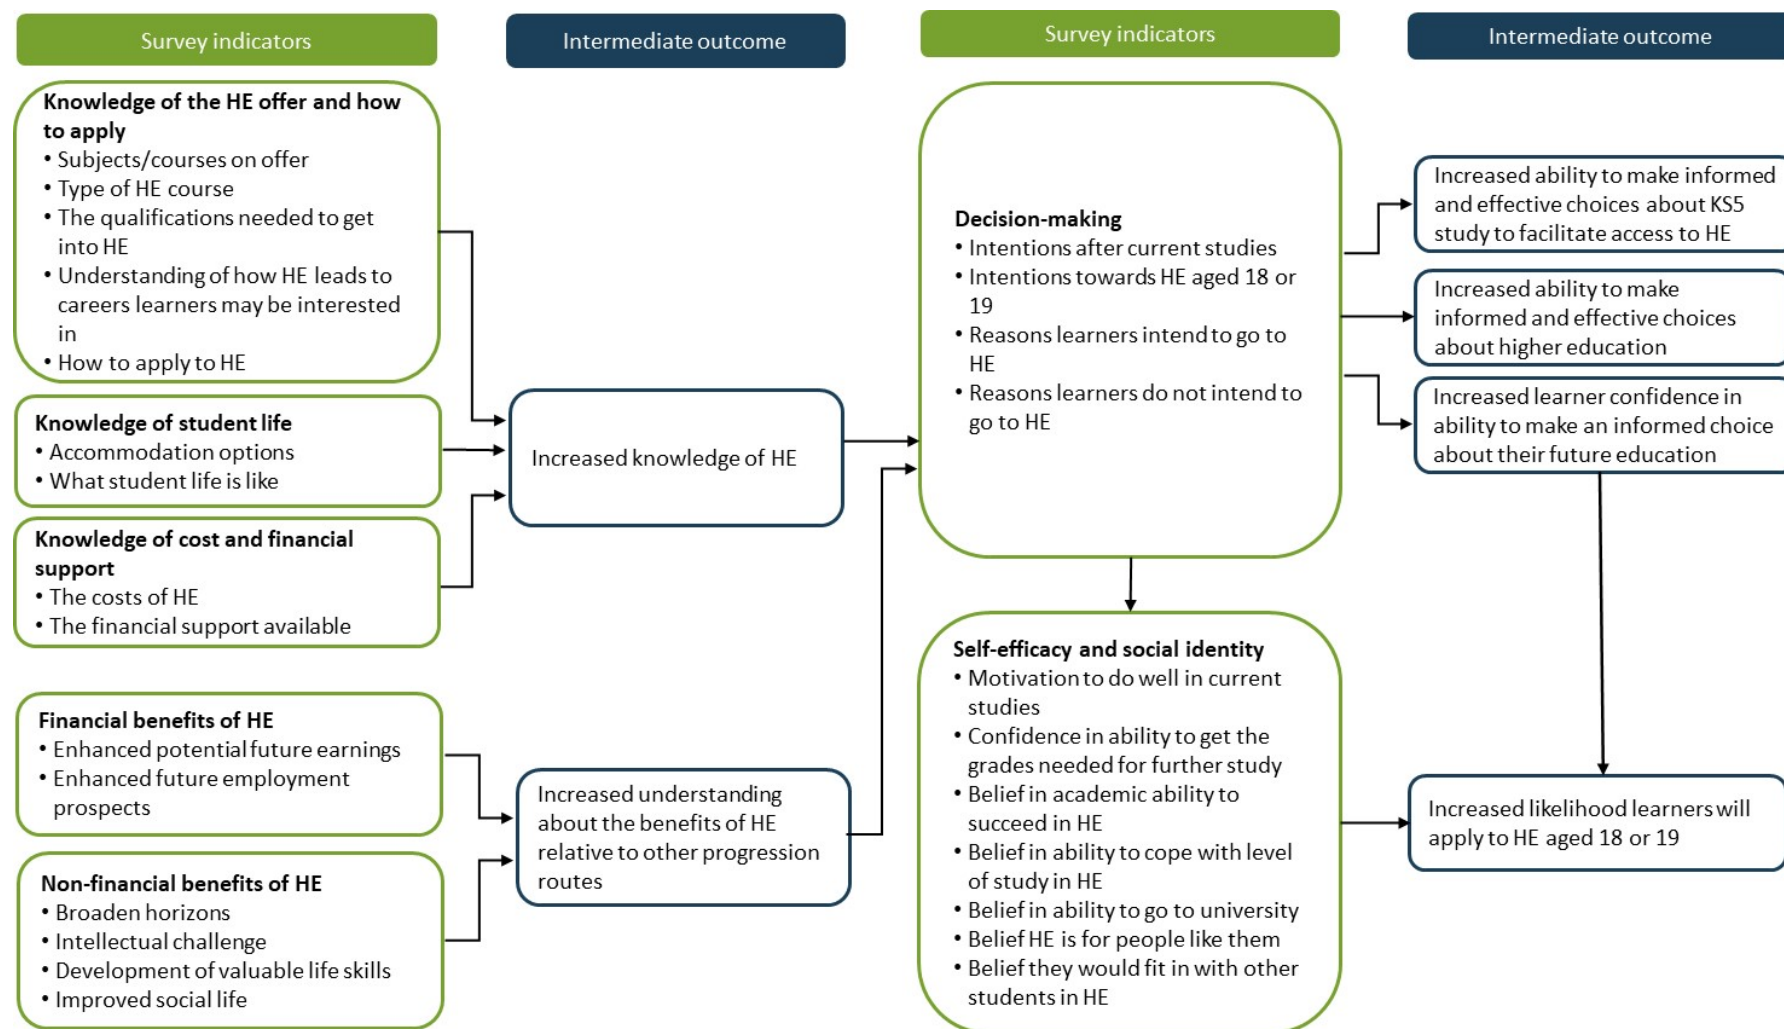 Survey indicators
Intermediate outcome
Survey indicators
Intermediate outcome
Knowledge of the HE offer and how
to apply
• Subjects/courses on offer
• Type of HE course
• The qualifications needed to get
into HE
• Understanding of how HE leads to
careers learners may be interested
in
• How to apply to HE
Knowledge of student life
• Accommodation options
• What student life is like
Knowledge of cost and financial
support
• The costs of HE
• The financial support available
Financial benefits of HE
• Enhanced potential future earnings
• Enhanced future employment
prospects
Non-financial benefits of HE
• Broaden horizons
• Intellectual challenge
• Development of valuable life skills
• Improved social life
Increased knowledge of HE
Increased understanding
about the benefits of HE
relative to other progression
routes
Decision-making
• Intentions after current studies
• Intentions towards HE aged 18 or
19
• Reasons learners intend to go to
HE
• Reasons learners do not intend to
go to HE
Self-efficacy and social identity
• Motivation to do well in current
studies
• Confidence in ability to get the
grades needed for further study
• Belief in academic ability to
succeed in HE
• Belief in ability to cope with level
of study in HE
• Belief in ability to go to university
• Belief HE is for people like them
• Belief they would fit in with other
students in HE
Increased ability to make informed
and effective choices about KS5
study to facilitate access to HE
Increased ability to make
informed and effective choices
about higher education
Increased learner confidence in
ability to make an informed choice
about their future education
Increased likelihood learners will
apply to HE aged 18 or 19